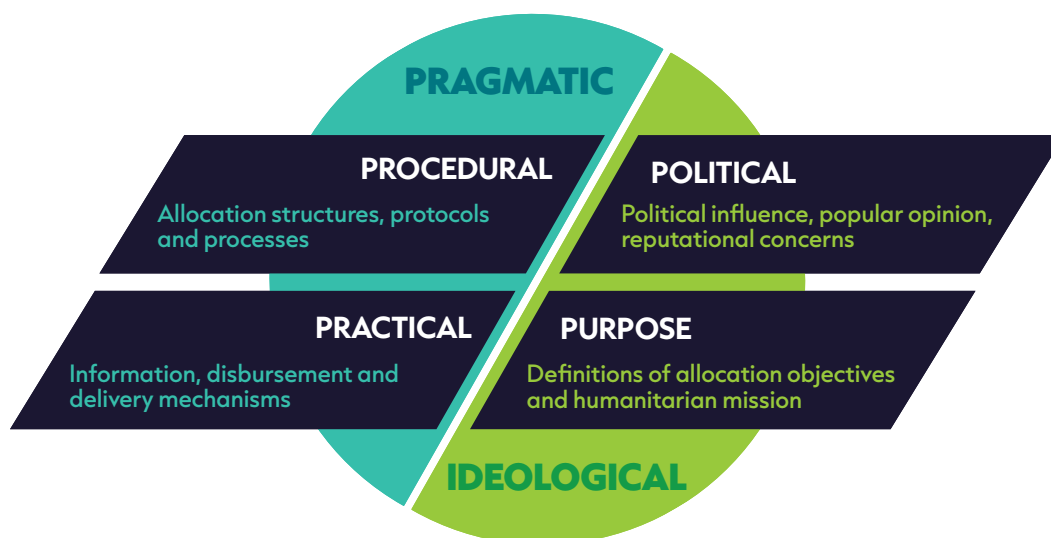 PRAGMATIC
PROCEDURAL
Allocation structures, protocols
and processes
POLITICAL
Political influence, popular opinion,
reputational concerns
PRACTICAL
Information, disbursement and
delivery mechanisms
PURPOSE
Definitions of allocation objectives
and humanitarian mission
IDEOLOGICAL